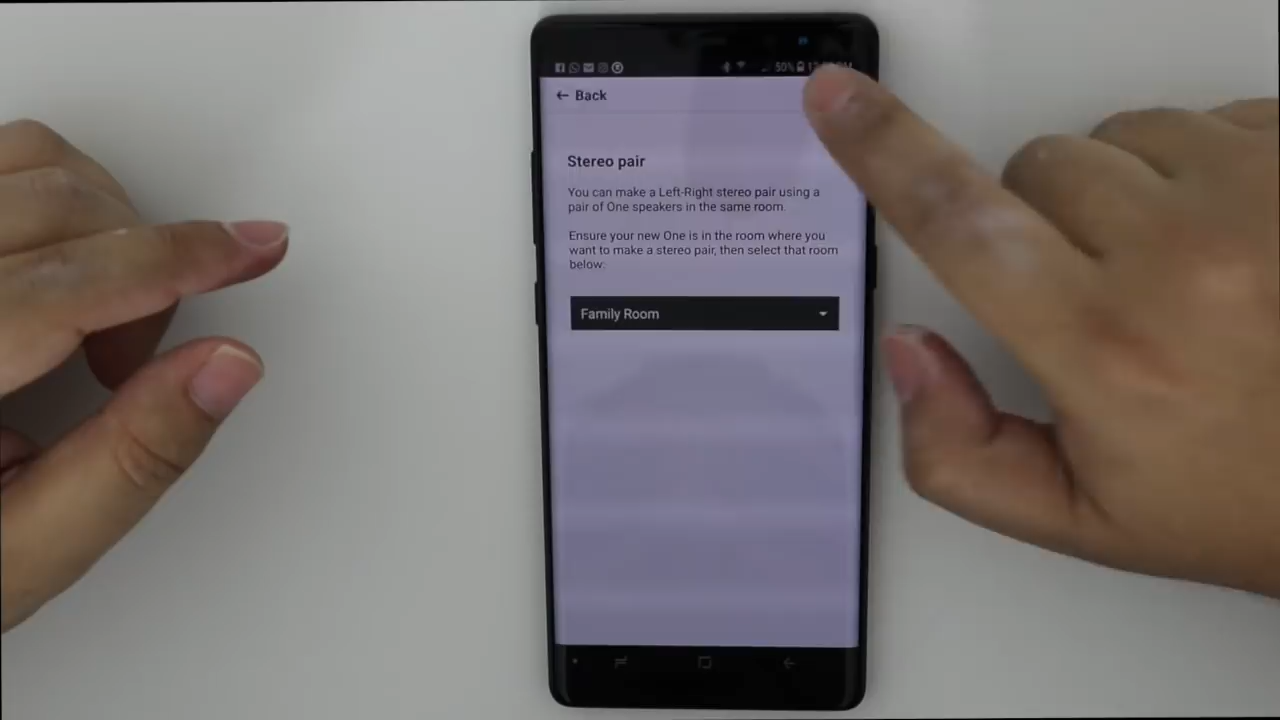 50%
← Back
Stereo pair
You can make a Left-Right stereo pair using a
pair of One speakers in the same room.
Ensure your new One is in the room where you
want to make a stereo pair, then select that room
below:
Family Room